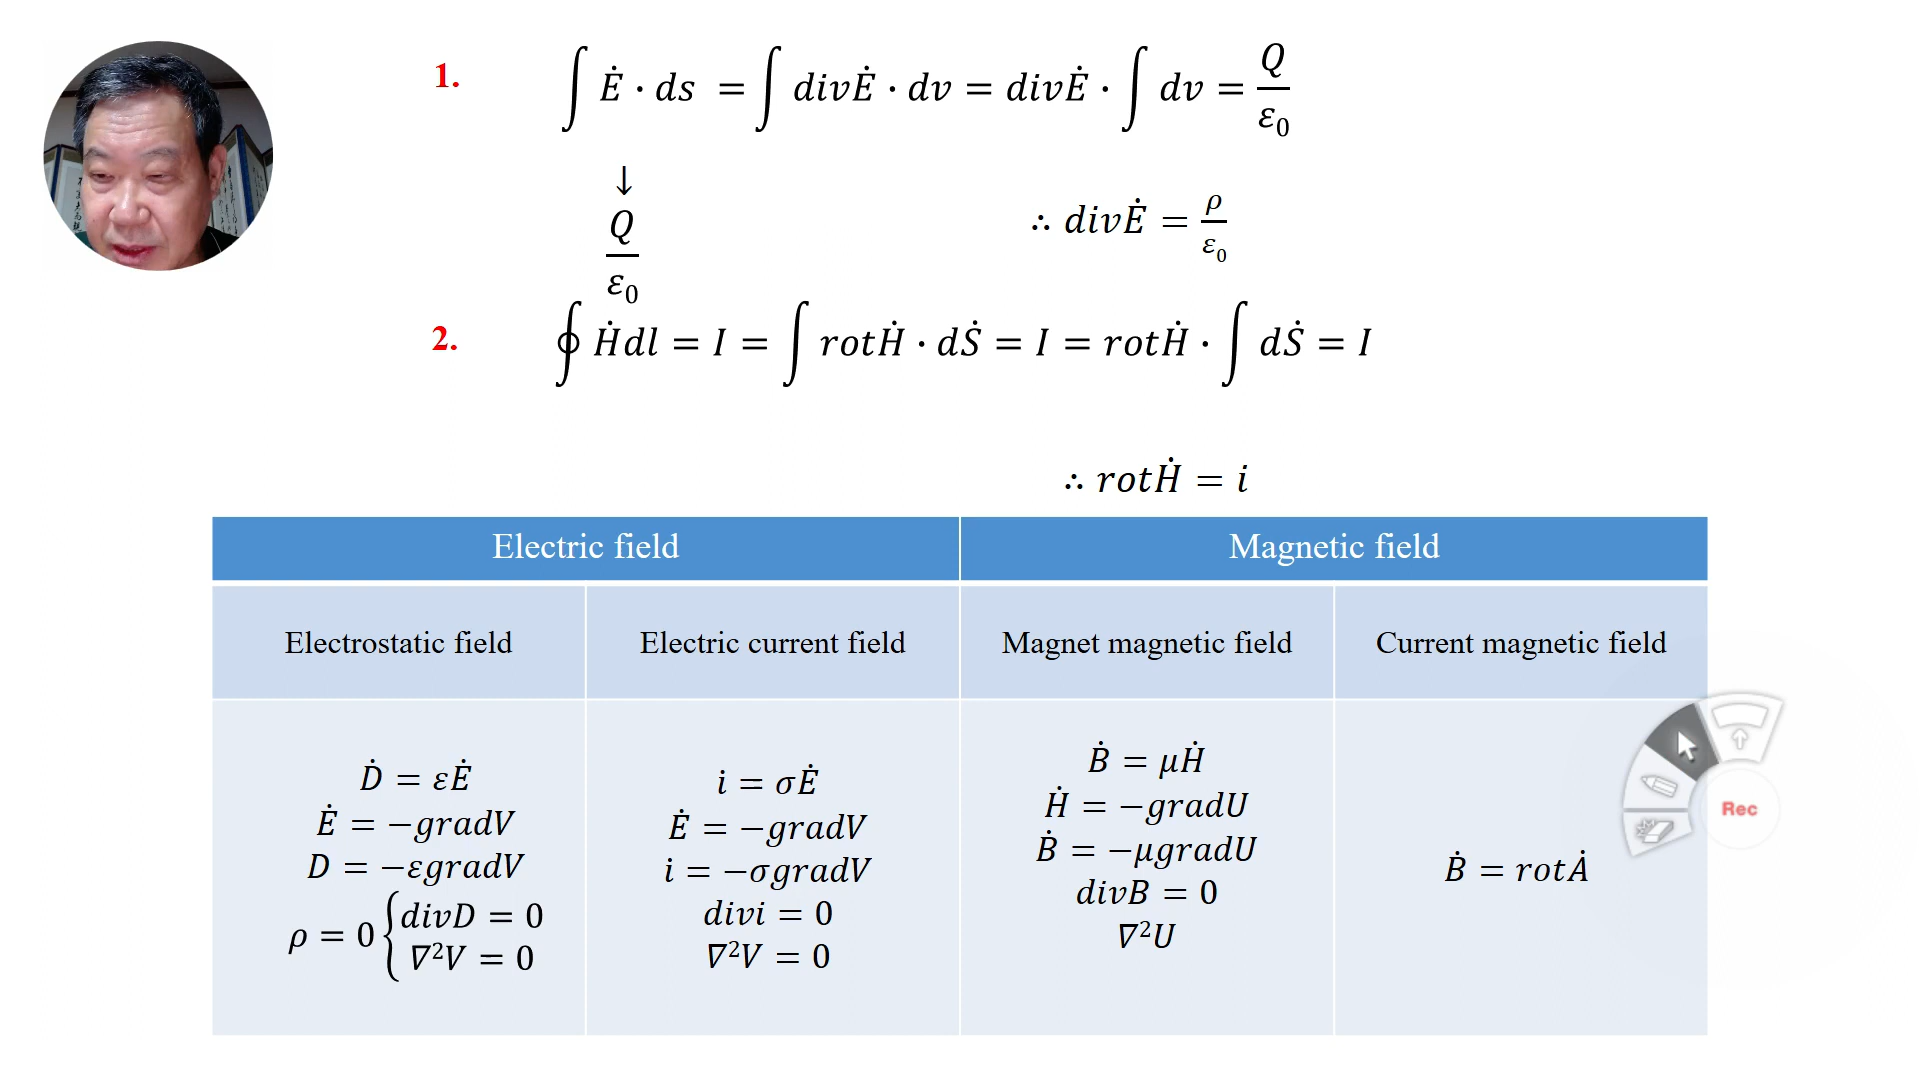 1. ∫ Ė · ds = ∫ divĖ · dv = divĖ · ∫ dv = Q/ε₀
↓
Q/ε₀
∴ divĖ = ρ/ε₀
2. ∮ Ḣdl = I = ∫ rotḢ · dṠ = I = rotḢ · ∫ dṠ = I
∴ rotḢ = i
Electric field Magnetic field
Electrostatic field Electric current field Magnet magnetic field Current magnetic field
Ḋ = εĖ
Ė = −gradV
D = −εgradV
ρ = 0 { divD = 0
∇²V = 0
i = σĖ
Ė = −gradV
i = −σgradV
divi = 0
∇²V = 0
Ḃ = μḢ
Ḣ = −gradU
Ḃ = −μgradU
divB = 0
∇²U
Ḃ = rotȦ
Rec